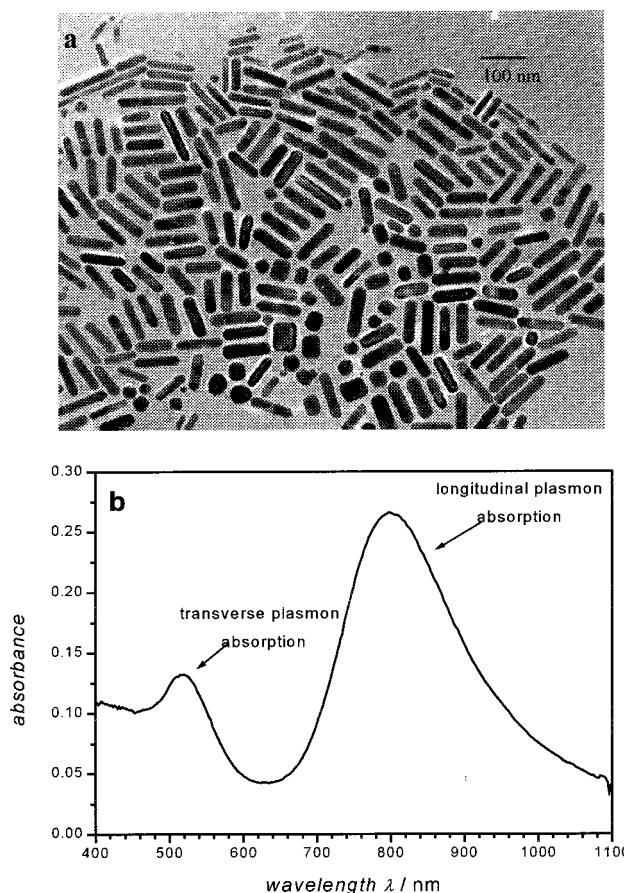 a
100 nm
b
0.30
0.25
0.20
0.15
0.10
0.05
0.00
longitudinal plasmon
absorption
transverse plasmon
absorption
absorbance
400 500 600 700 800 900 1000 1100
wavelength λ / nm